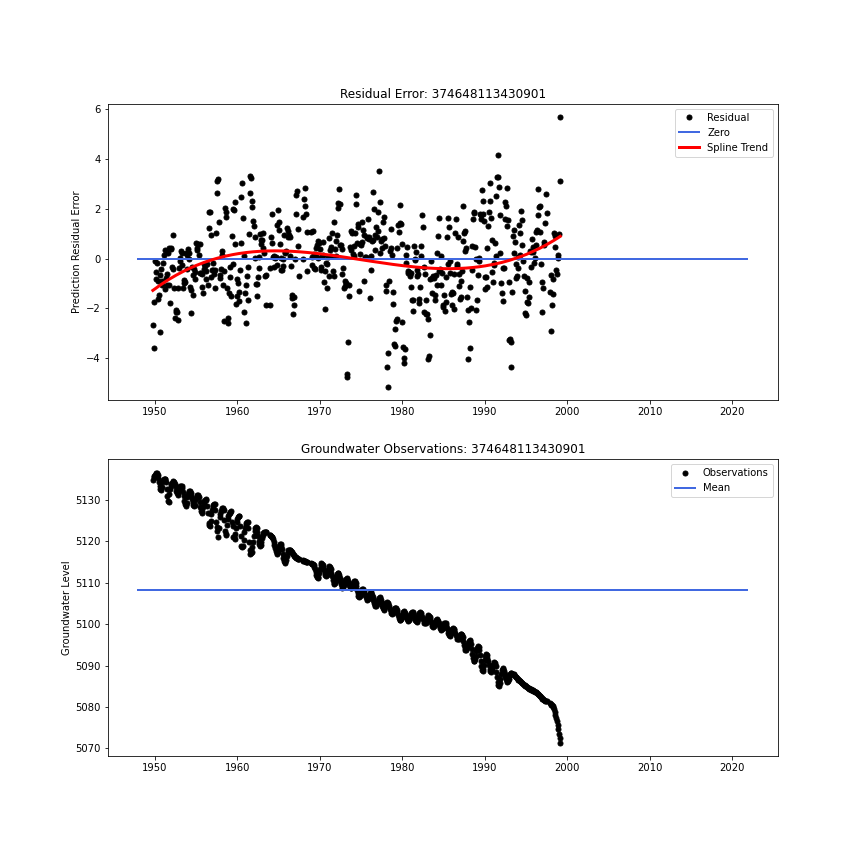 Residual Error: 374648113430901
Residual
Zero
Spline Trend
Prediction Residual Error
6
4
2
0
−2
−4
1950 1960 1970 1980 1990 2000 2010 2020
Groundwater Observations: 374648113430901
Observations
Mean
Groundwater Level
5130
5120
5110
5100
5090
5080
5070
1950 1960 1970 1980 1990 2000 2010 2020